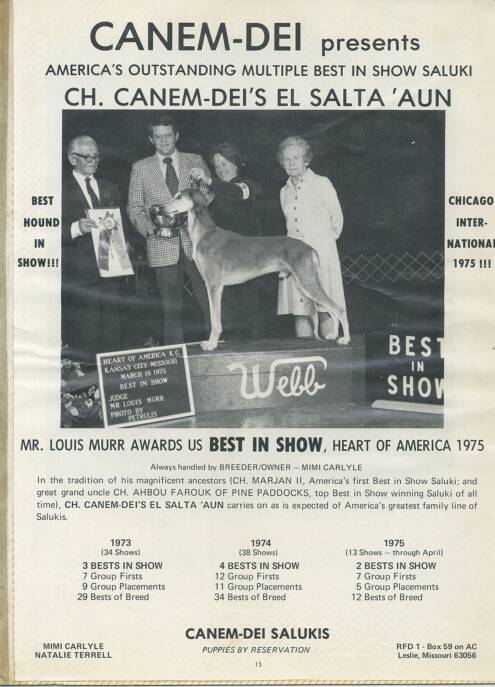 CANEM-DEI presents
AMERICA'S OUTSTANDING MULTIPLE BEST IN SHOW SALUKI
CH. CANEM-DEI'S EL SALTA 'AUN
BEST
HOUND
IN
SHOW!!!
CHICAGO
INTER-
NATIONAL
1975 !!!
HEART OF AMERICA K C
KANSAS CITY MISSOURI
MARCH 16 1975
BEST IN SHOW
JUDGE
MR LOUIS MURR
PHOTO BY
PETRULIS
Webb
BEST
IN
SHOW
MR. LOUIS MURR AWARDS US BEST IN SHOW, HEART OF AMERICA 1975
Always handled by BREEDER/OWNER — MIMI CARLYLE
In the tradition of his magnificent ancestors (CH. MARJAN II, America's first Best in Show Saluki; and
great grand uncle CH. AHBOU FAROUK OF PINE PADDOCKS, top Best in Show winning Saluki of all
time), CH. CANEM-DEI'S EL SALTA 'AUN carries on as is expected of America's greatest family line of
Salukis.
1973
(34 Shows)
3 BESTS IN SHOW
7 Group Firsts
9 Group Placements
29 Bests of Breed
1974
(38 Shows)
4 BESTS IN SHOW
12 Group Firsts
11 Group Placements
34 Bests of Breed
1975
(13 Shows — through April)
2 BESTS IN SHOW
7 Group Firsts
5 Group Placements
12 Bests of Breed
CANEM-DEI SALUKIS
PUPPIES BY RESERVATION
MIMI CARLYLE
NATALIE TERRELL
RFD 1 - Box 59 on AC
Leslie, Missouri 63056
15